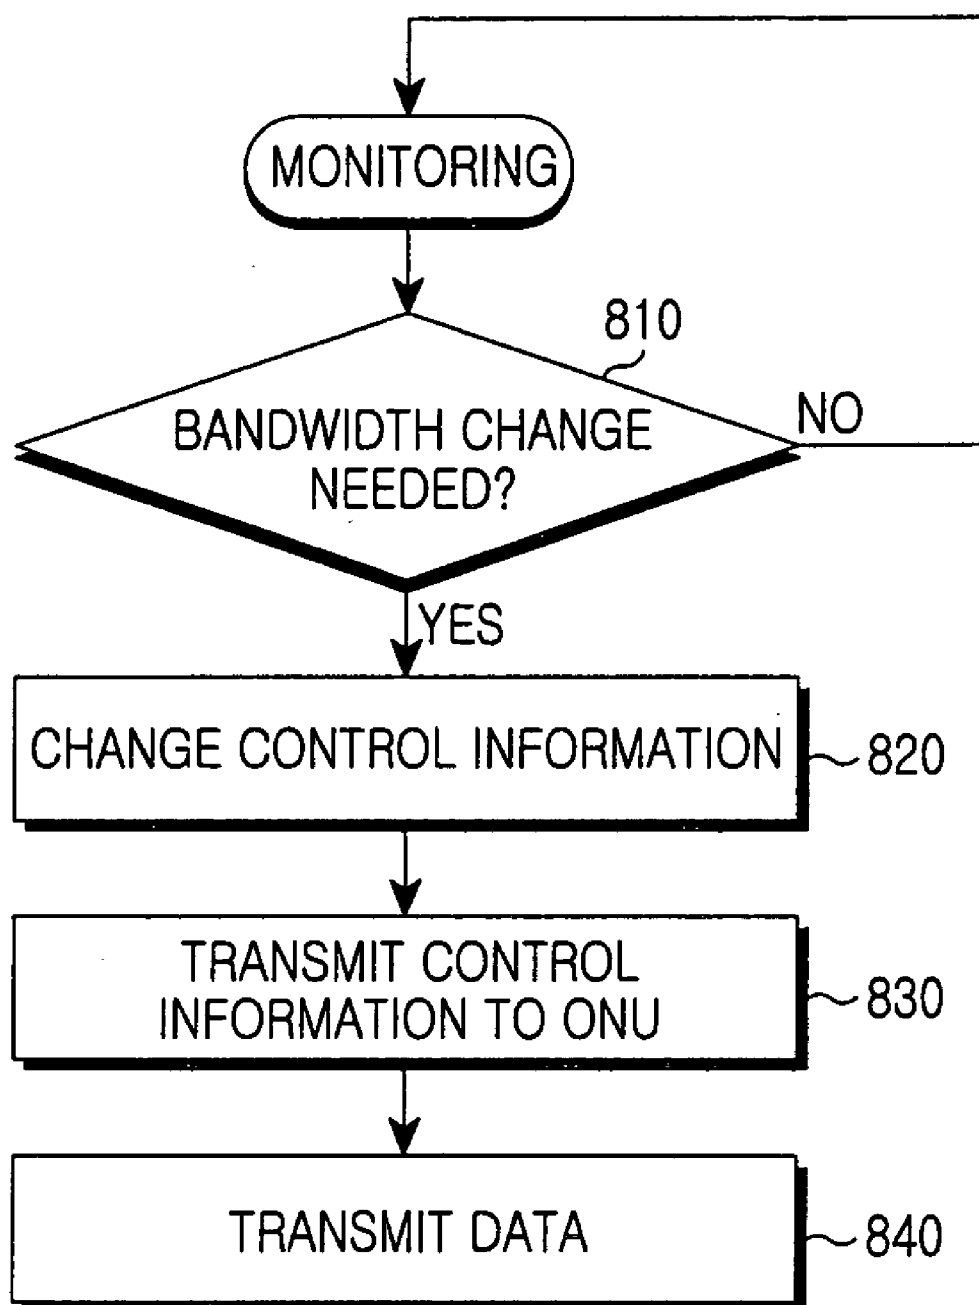 MONITORING
810
BANDWIDTH CHANGE
NEEDED?
NO
YES
CHANGE CONTROL INFORMATION
820
TRANSMIT CONTROL
INFORMATION TO ONU
830
TRANSMIT DATA
840